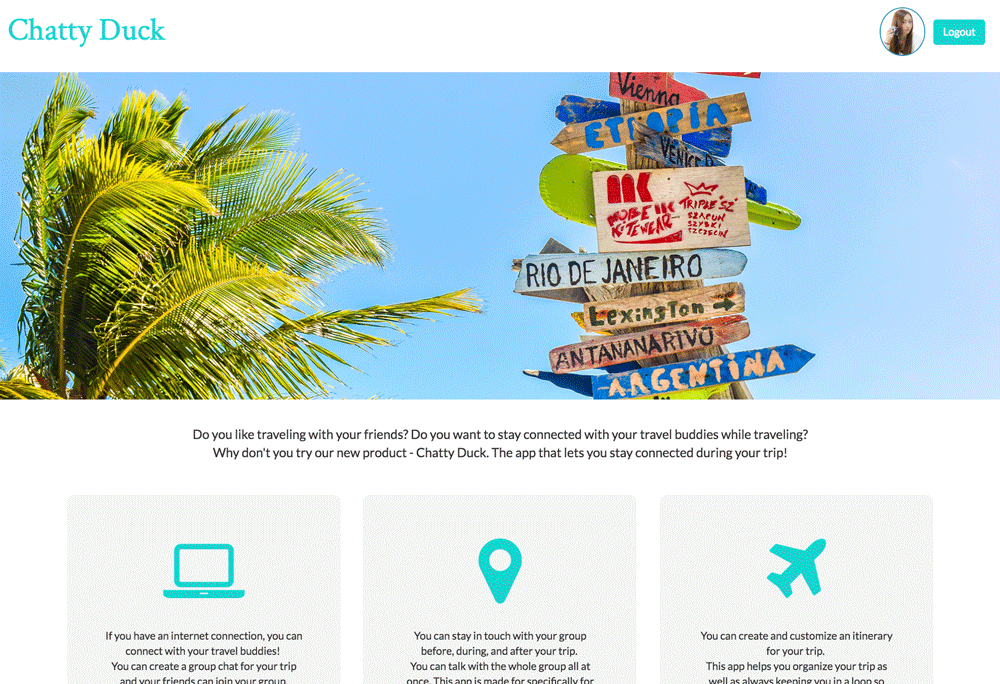 Chatty Duck
Logout
Vienna
ETIOPÍA
VENICE
MOBE IK
KITEWEAR
TRIPLE "SZ"
SZACUN
SZYBKI
SZCZECIN
RIO DE JANEIRO
Lexington
ANTANANARIVO
ARGENTINA
Do you like traveling with your friends? Do you want to stay connected with your travel buddies while traveling?
Why don't you try our new product - Chatty Duck. The app that lets you stay connected during your trip!
If you have an internet connection, you can
connect with your travel buddies!
You can create a group chat for your trip
and your friends can join your group.
You can stay in touch with your group
before, during, and after your trip.
You can talk with the whole group all at
once. This app is made for specifically for
You can create and customize an itinerary
for your trip.
This app helps you organize your trip as
well as always keeping you in a loop so